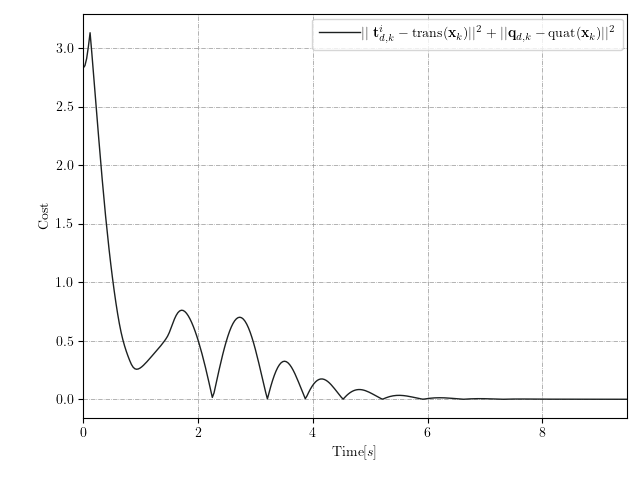 || t^i_{d,k} − trans(x_k)||^2 + ||q_{d,k} − quat(x_k)||^2
3.0
2.5
2.0
1.5
1.0
0.5
0.0
Cost
0 2 4 6 8
Time[s]